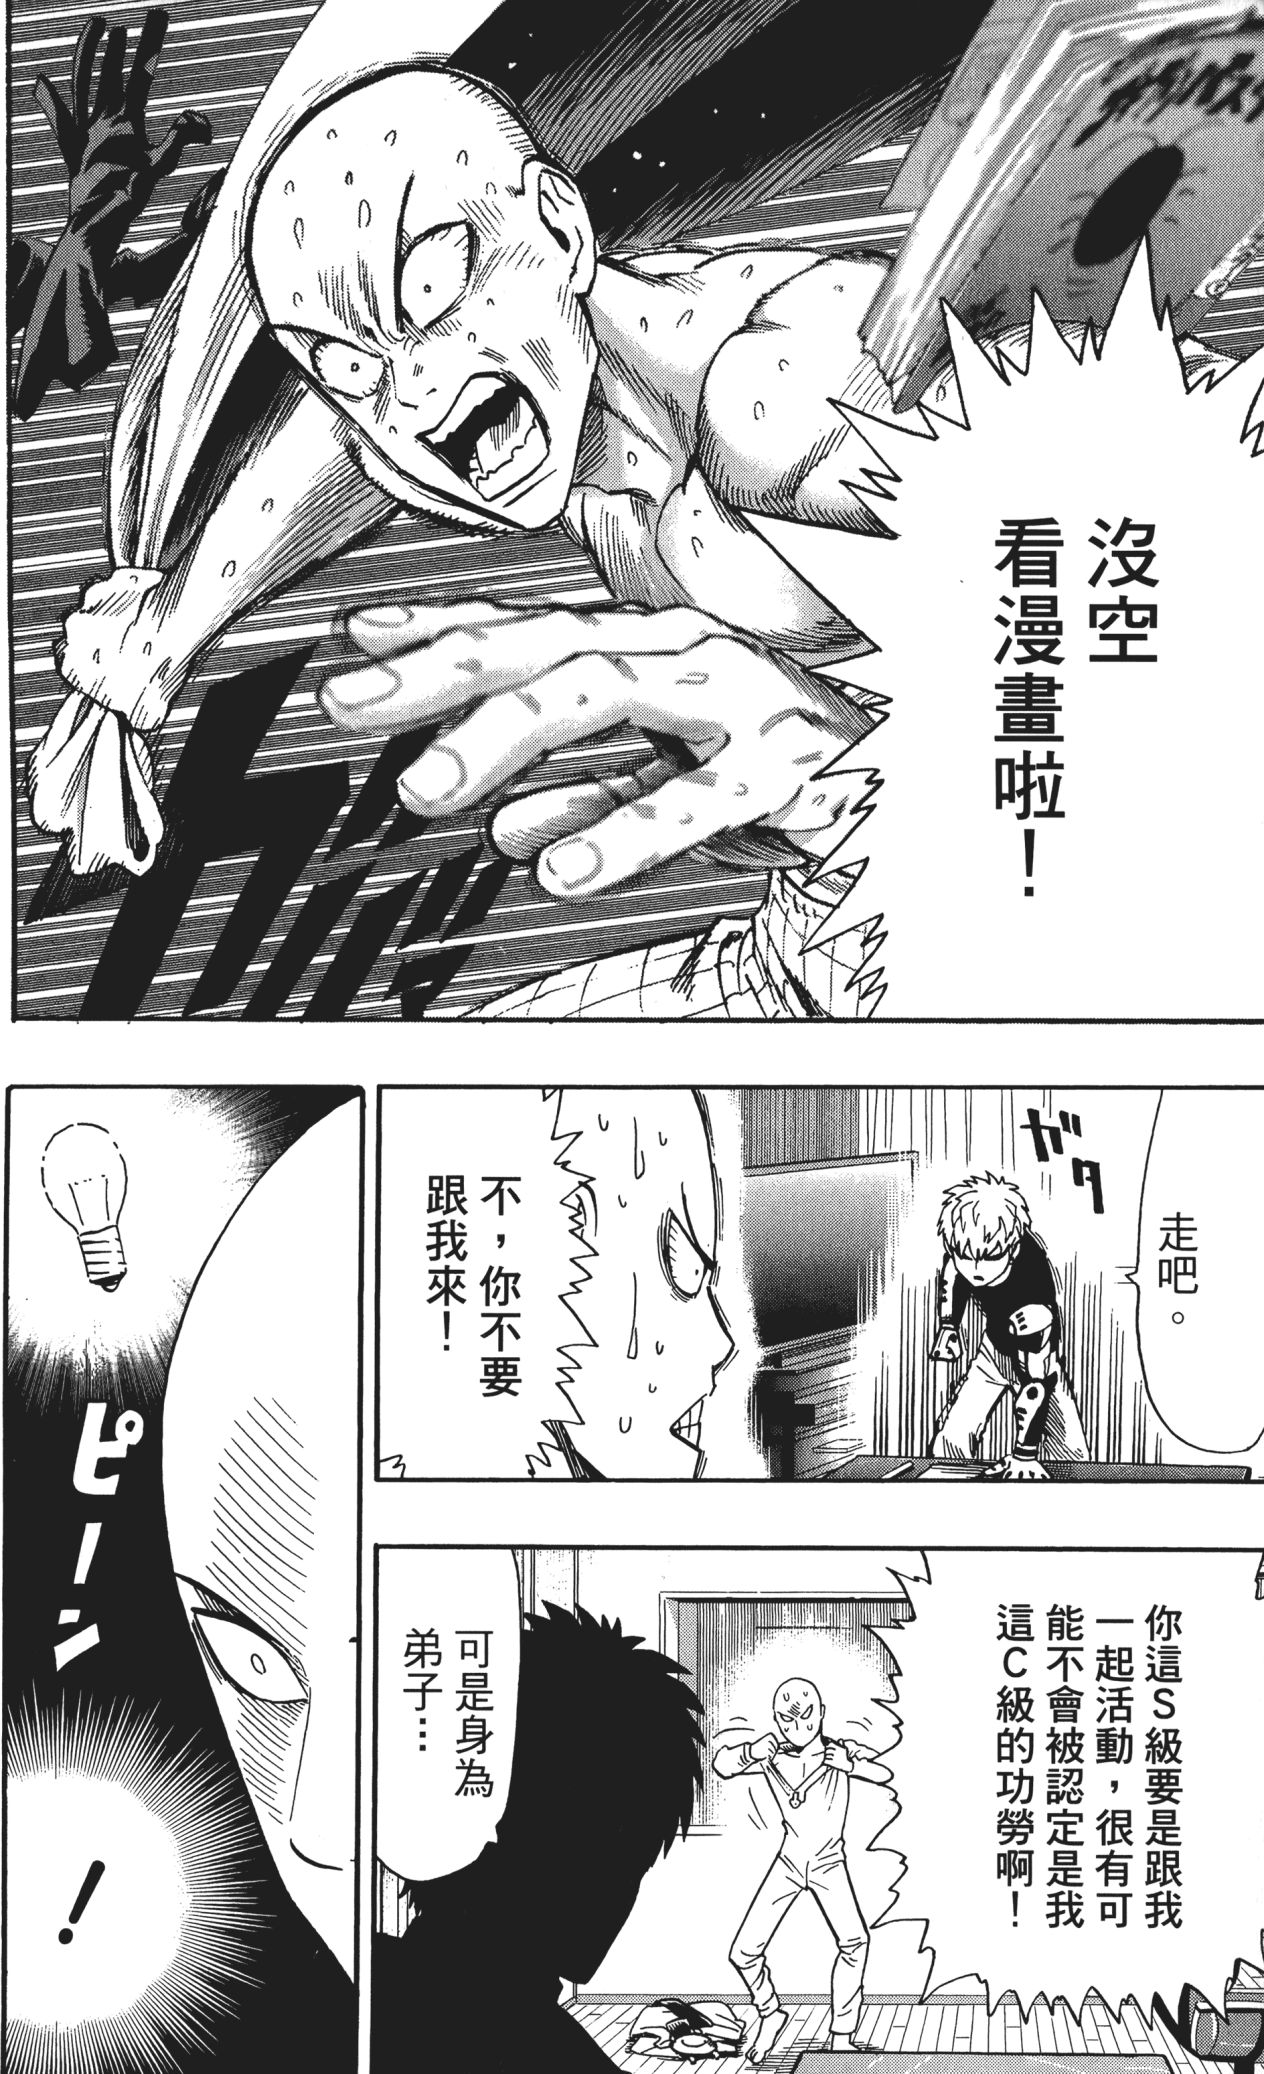 沒空
看漫畫啦！
ガタ
走吧。
不，你不要
跟我來！
你這S級要是跟我
一起活動，很有可
能不會被認定是我
這C級的功勞啊！
可是身為
弟子…
ピーン
！